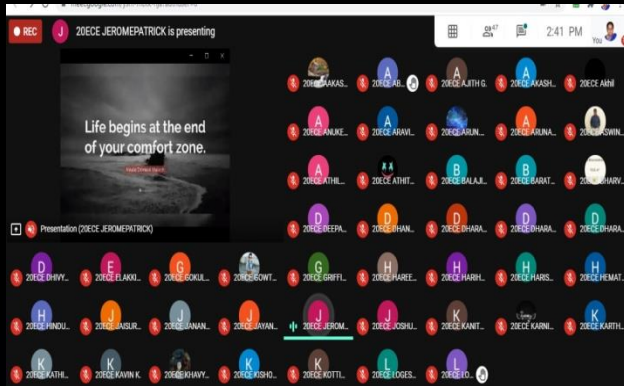 REC
J
20ECE JEROMEPATRICK is presenting
47
2:41 PM
You
Life begins at the end
of your comfort zone.
Presentation (20ECE JEROMEPATRICK)
20ECE AAKAS...
A
20ECE AB...
A
20ECE AJITH G.
A
20ECE AKASH...
20ECE Akhil
A
20ECE ANUKE...
A
20ECE ARAVI...
20ECE ARUN...
A
20ECE ARUNA...
20ECE ASWIN...
A
20ECE ATHIL...
20ECE ATHIT...
B
20ECE BALAJI...
B
20ECE BARAT...
20ECE BHARV...
D
20ECE DEEPA...
D
20ECE DHAN...
D
20ECE DHARA...
D
20ECE DHARA...
D
20ECE DHARA...
D
20ECE DHIVY...
E
20ECE ELAKKI...
G
20ECE GOKUL...
20ECE GOWT...
G
20ECE GRIFFI...
H
20ECE HAREE...
H
20ECE HARIH...
H
20ECE HARIS...
H
20ECE HEMAT...
H
20ECE HINDU...
J
20ECE JAISUR...
J
20ECE JANAN...
J
20ECE JAYAN...
J
20ECE JEROM...
J
20ECE JOSHU...
K
20ECE KANIT...
20ECE KARNI...
K
20ECE KARTH...
K
20ECE KATHI...
K
20ECE KAVIN K.
20ECE KHAVY...
K
20ECE KISHO...
K
20ECE KOTTI...
L
20ECE LOGES...
L
20ECE LO...